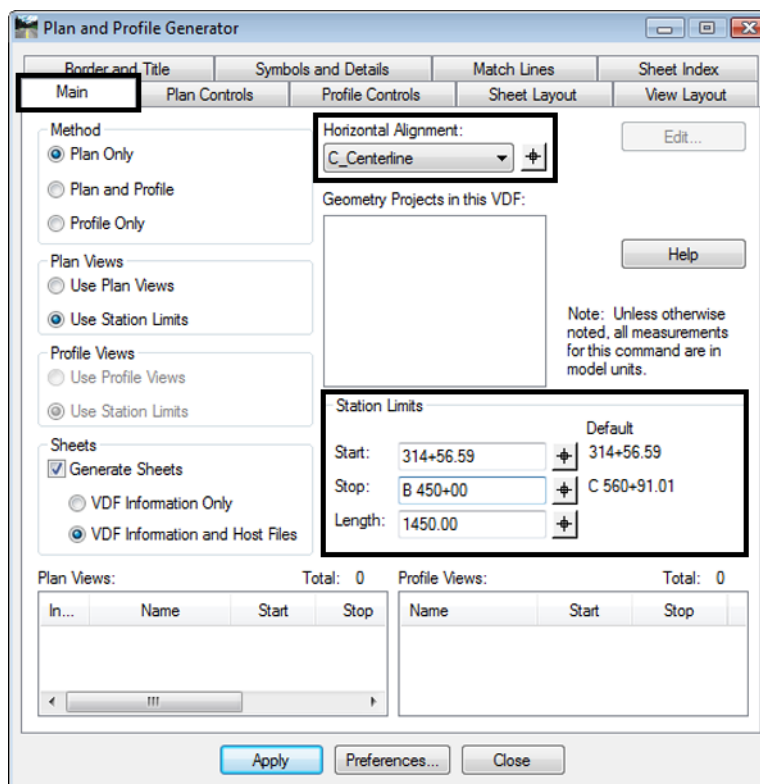 Plan and Profile Generator
Border and Title
Symbols and Details
Match Lines
Sheet Index
Main
Plan Controls
Profile Controls
Sheet Layout
View Layout
Method
Plan Only
Plan and Profile
Profile Only
Plan Views
Use Plan Views
Use Station Limits
Profile Views
Use Profile Views
Use Station Limits
Sheets
Generate Sheets
VDF Information Only
VDF Information and Host Files
Horizontal Alignment:
C_Centerline
Geometry Projects in this VDF:
Edit...
Help
Note: Unless otherwise
noted, all measurements
for this command are in
model units.
Station Limits
Default
Start: 314+56.59 314+56.59
Stop: B 450+00 C 560+91.01
Length: 1450.00
Plan Views: Total: 0
In... Name Start Stop
Profile Views: Total: 0
Name Start Stop
Apply
Preferences...
Close